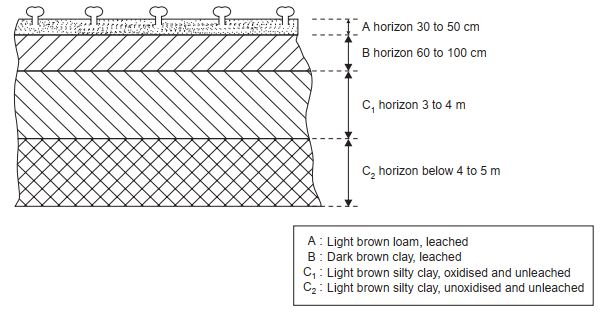 A horizon 30 to 50 cm
B horizon 60 to 100 cm
C₁ horizon 3 to 4 m
C₂ horizon below 4 to 5 m
A : Light brown loam, leached
B : Dark brown clay, leached
C₁ : Light brown silty clay, oxidised and unleached
C₂ : Light brown silty clay, unoxidised and unleached